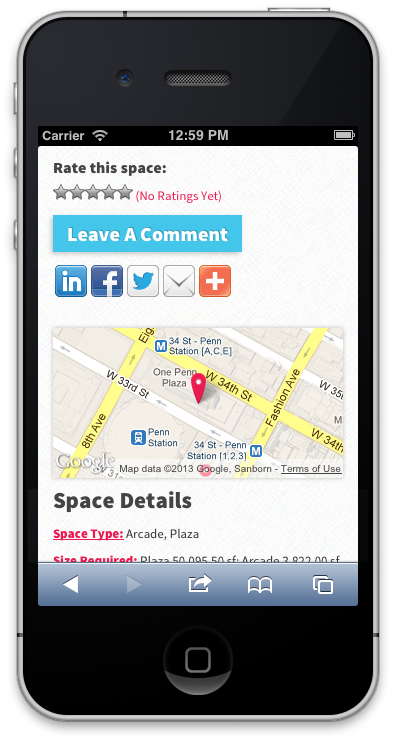 Carrier 12:59 PM
Rate this space:
(No Ratings Yet)
Leave A Comment
in f
34 St - Penn
Station [A,C,E]
M
One Penn
Plaza
W 34th St
W 33rd St
Fashion Ave
W 35t
Eig
8th Ave
Penn
Station
34 St - Penn
Station [1,2,3]
M
M
W 34th
Google
Map data ©2013 Google, Sanborn - Terms of Use
Space Details
Space Type: Arcade, Plaza
Size Required: Plaza 50,095.50 sf; Arcade 3,822.00 sf